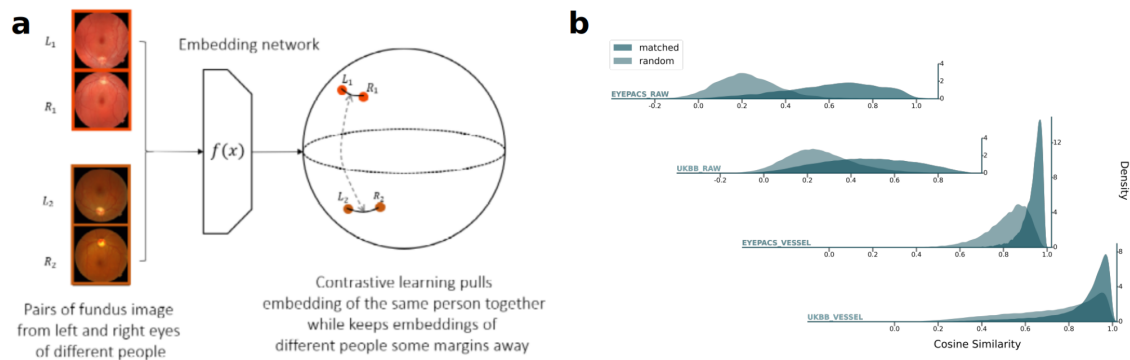 a
L1
R1
L2
R2
Pairs of fundus image
from left and right eyes
of different people
Embedding network
f(x)
L1
R1
L2
R2
Contrastive learning pulls
embedding of the same person together
while keeps embeddings of
different people some margins away
b
matched
random
EYEPACS_RAW
-0.2 0.0 0.2 0.4 0.6 0.8 1.0
0
2
4
UKBB_RAW
-0.2 0.0 0.2 0.4 0.6 0.8
0
2
4
EYEPACS_VESSEL
0.0 0.2 0.4 0.6 0.8 1.0
0
4
8
12
UKBB_VESSEL
0.0 0.2 0.4 0.6 0.8 1.0
0
4
8
Density
Cosine Similarity